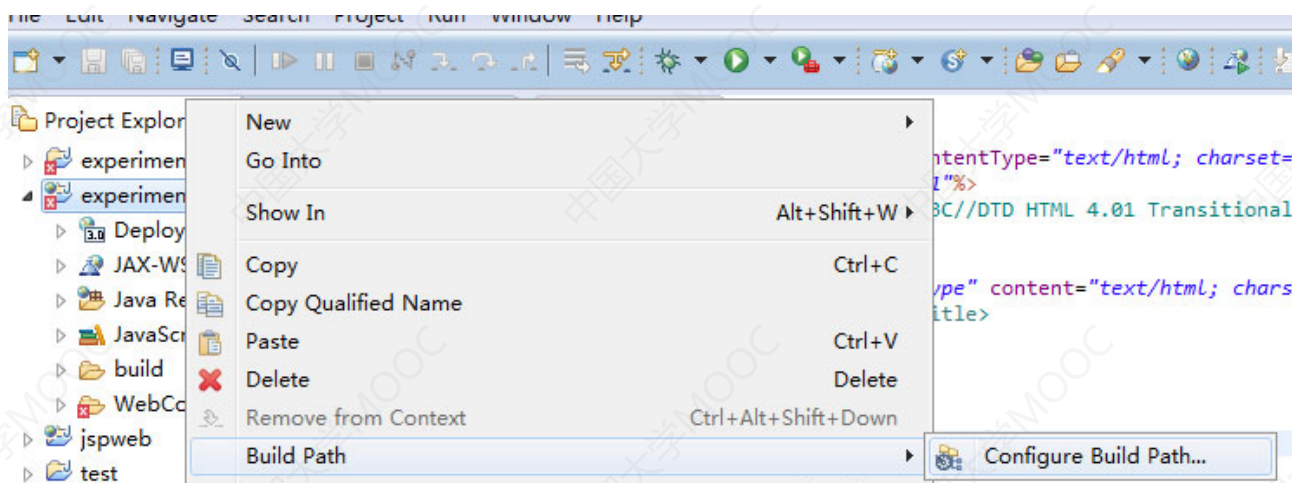 File Edit Navigate Search Project Run Window Help
Project Explor
experimen
experimen
Deploy
JAX-WS
Java Re
JavaScr
build
WebCo
jspweb
test
New
Go Into
Show In Alt+Shift+W
Copy Ctrl+C
Copy Qualified Name
Paste Ctrl+V
Delete Delete
Remove from Context Ctrl+Alt+Shift+Down
Build Path
Configure Build Path...
ntentType="text/html; charset=
1"%>
3C//DTD HTML 4.01 Transitional
ype" content="text/html; chars
itle>
3.0
中国大学MOOC